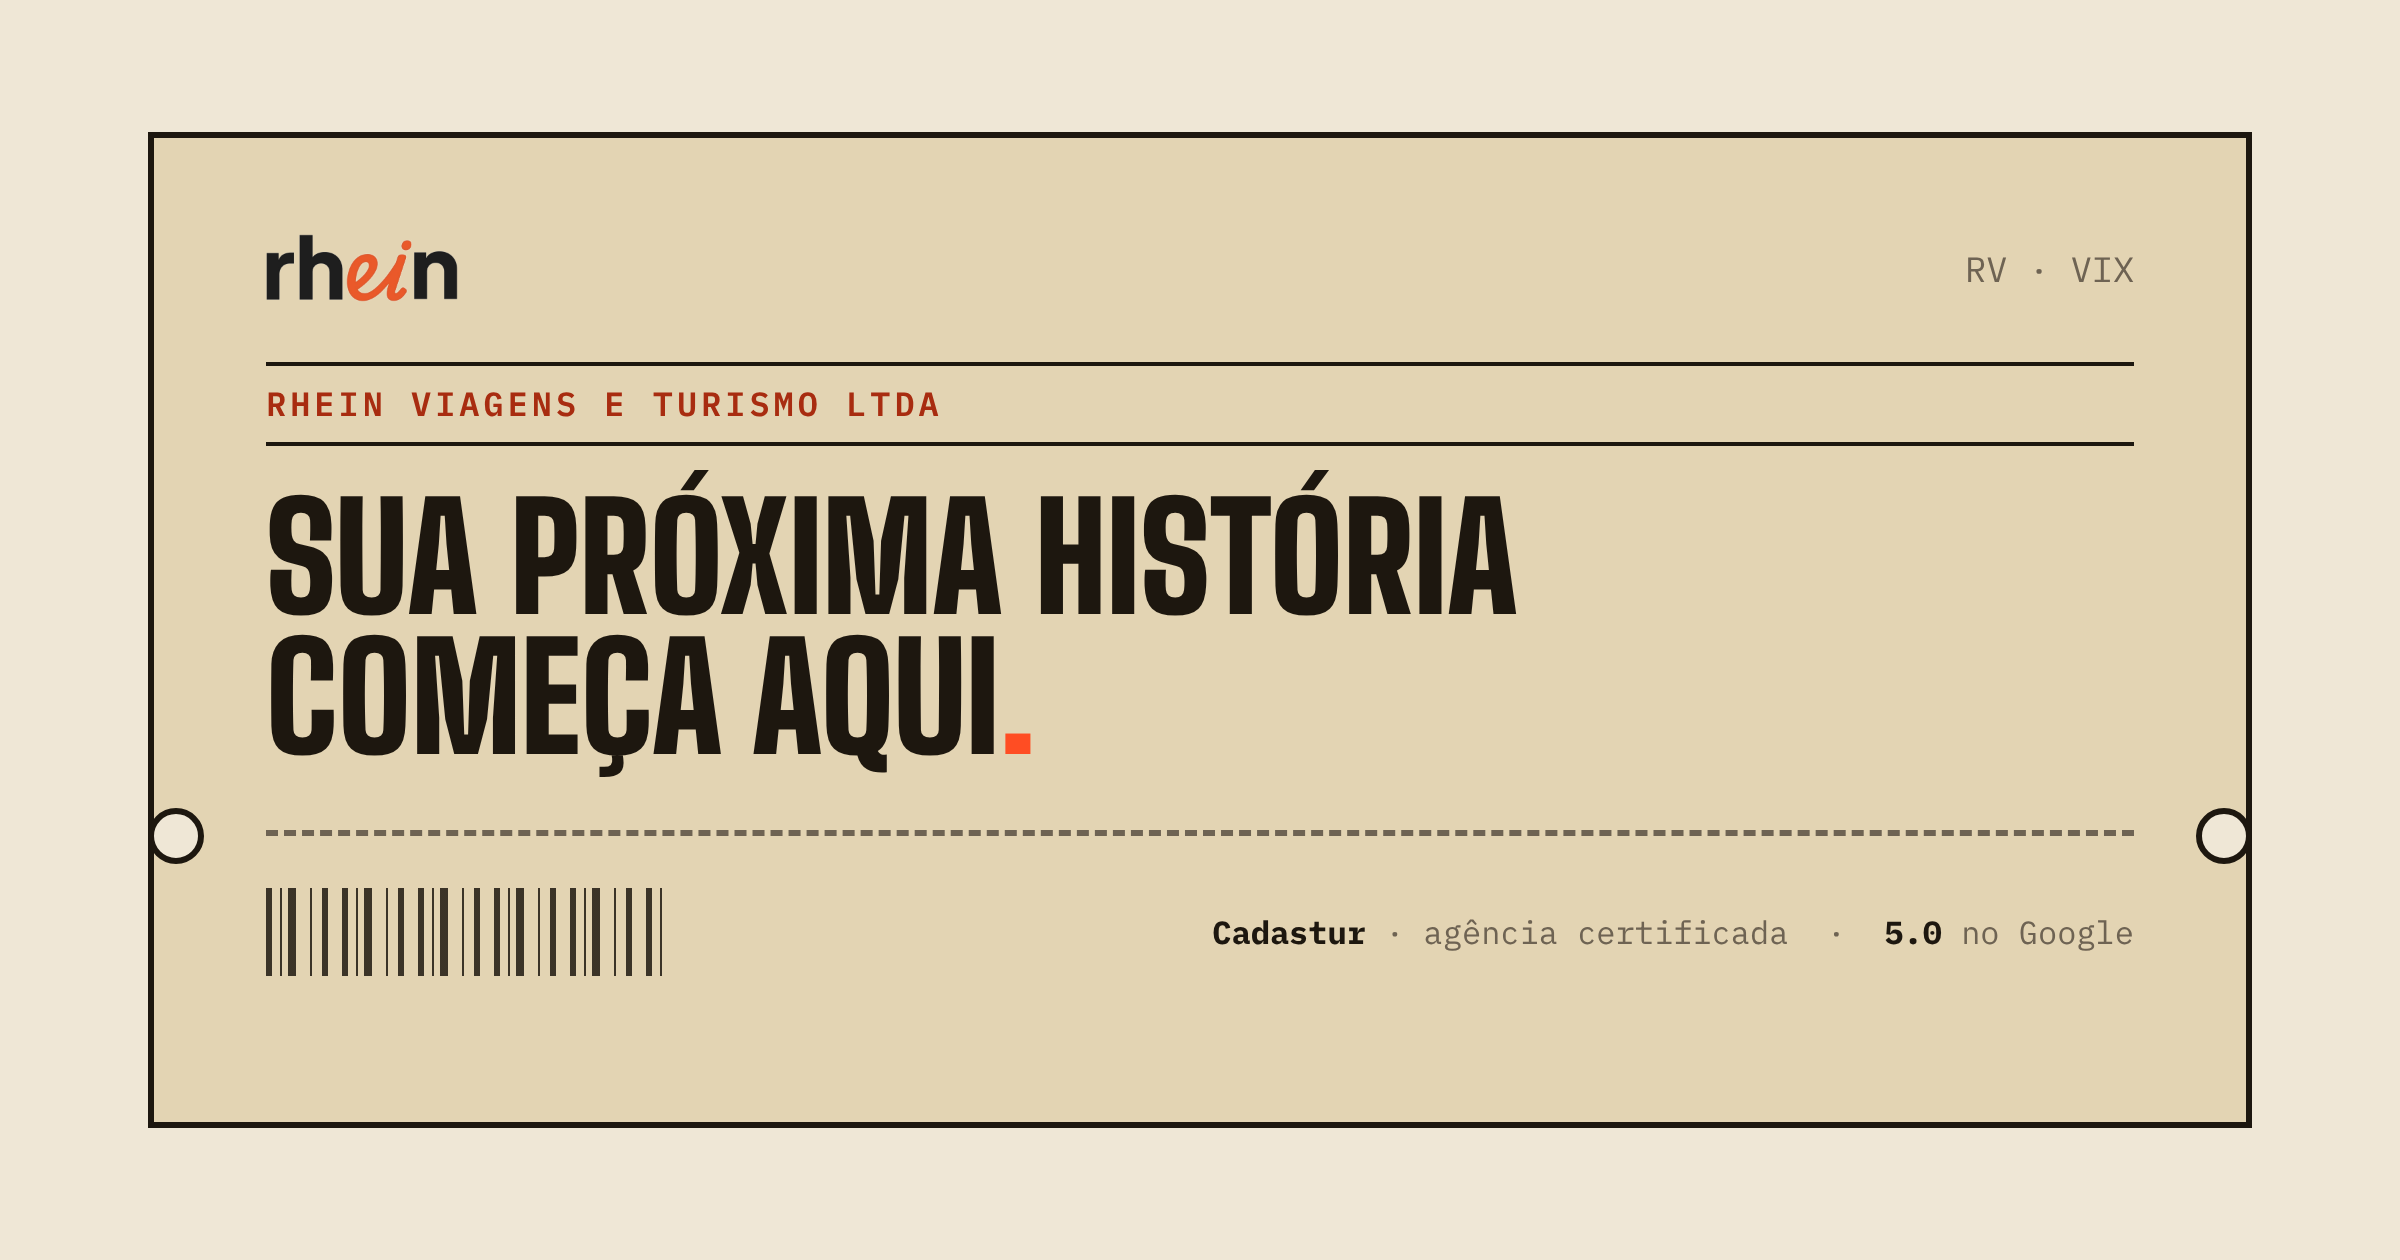 rhein
RV · VIX
RHEIN VIAGENS E TURISMO LTDA
SUA PRÓXIMA HISTÓRIA
COMEÇA AQUI.
Cadastur · agência certificada · 5.0 no Google